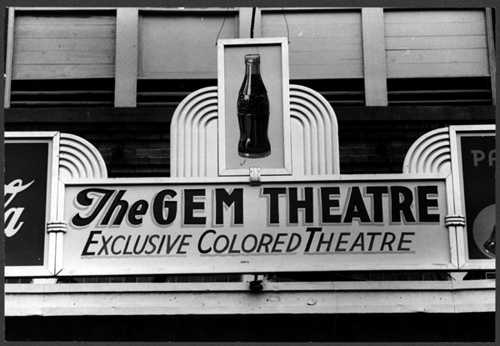 The GEM THEATRE
EXCLUSIVE COLORED THEATRE